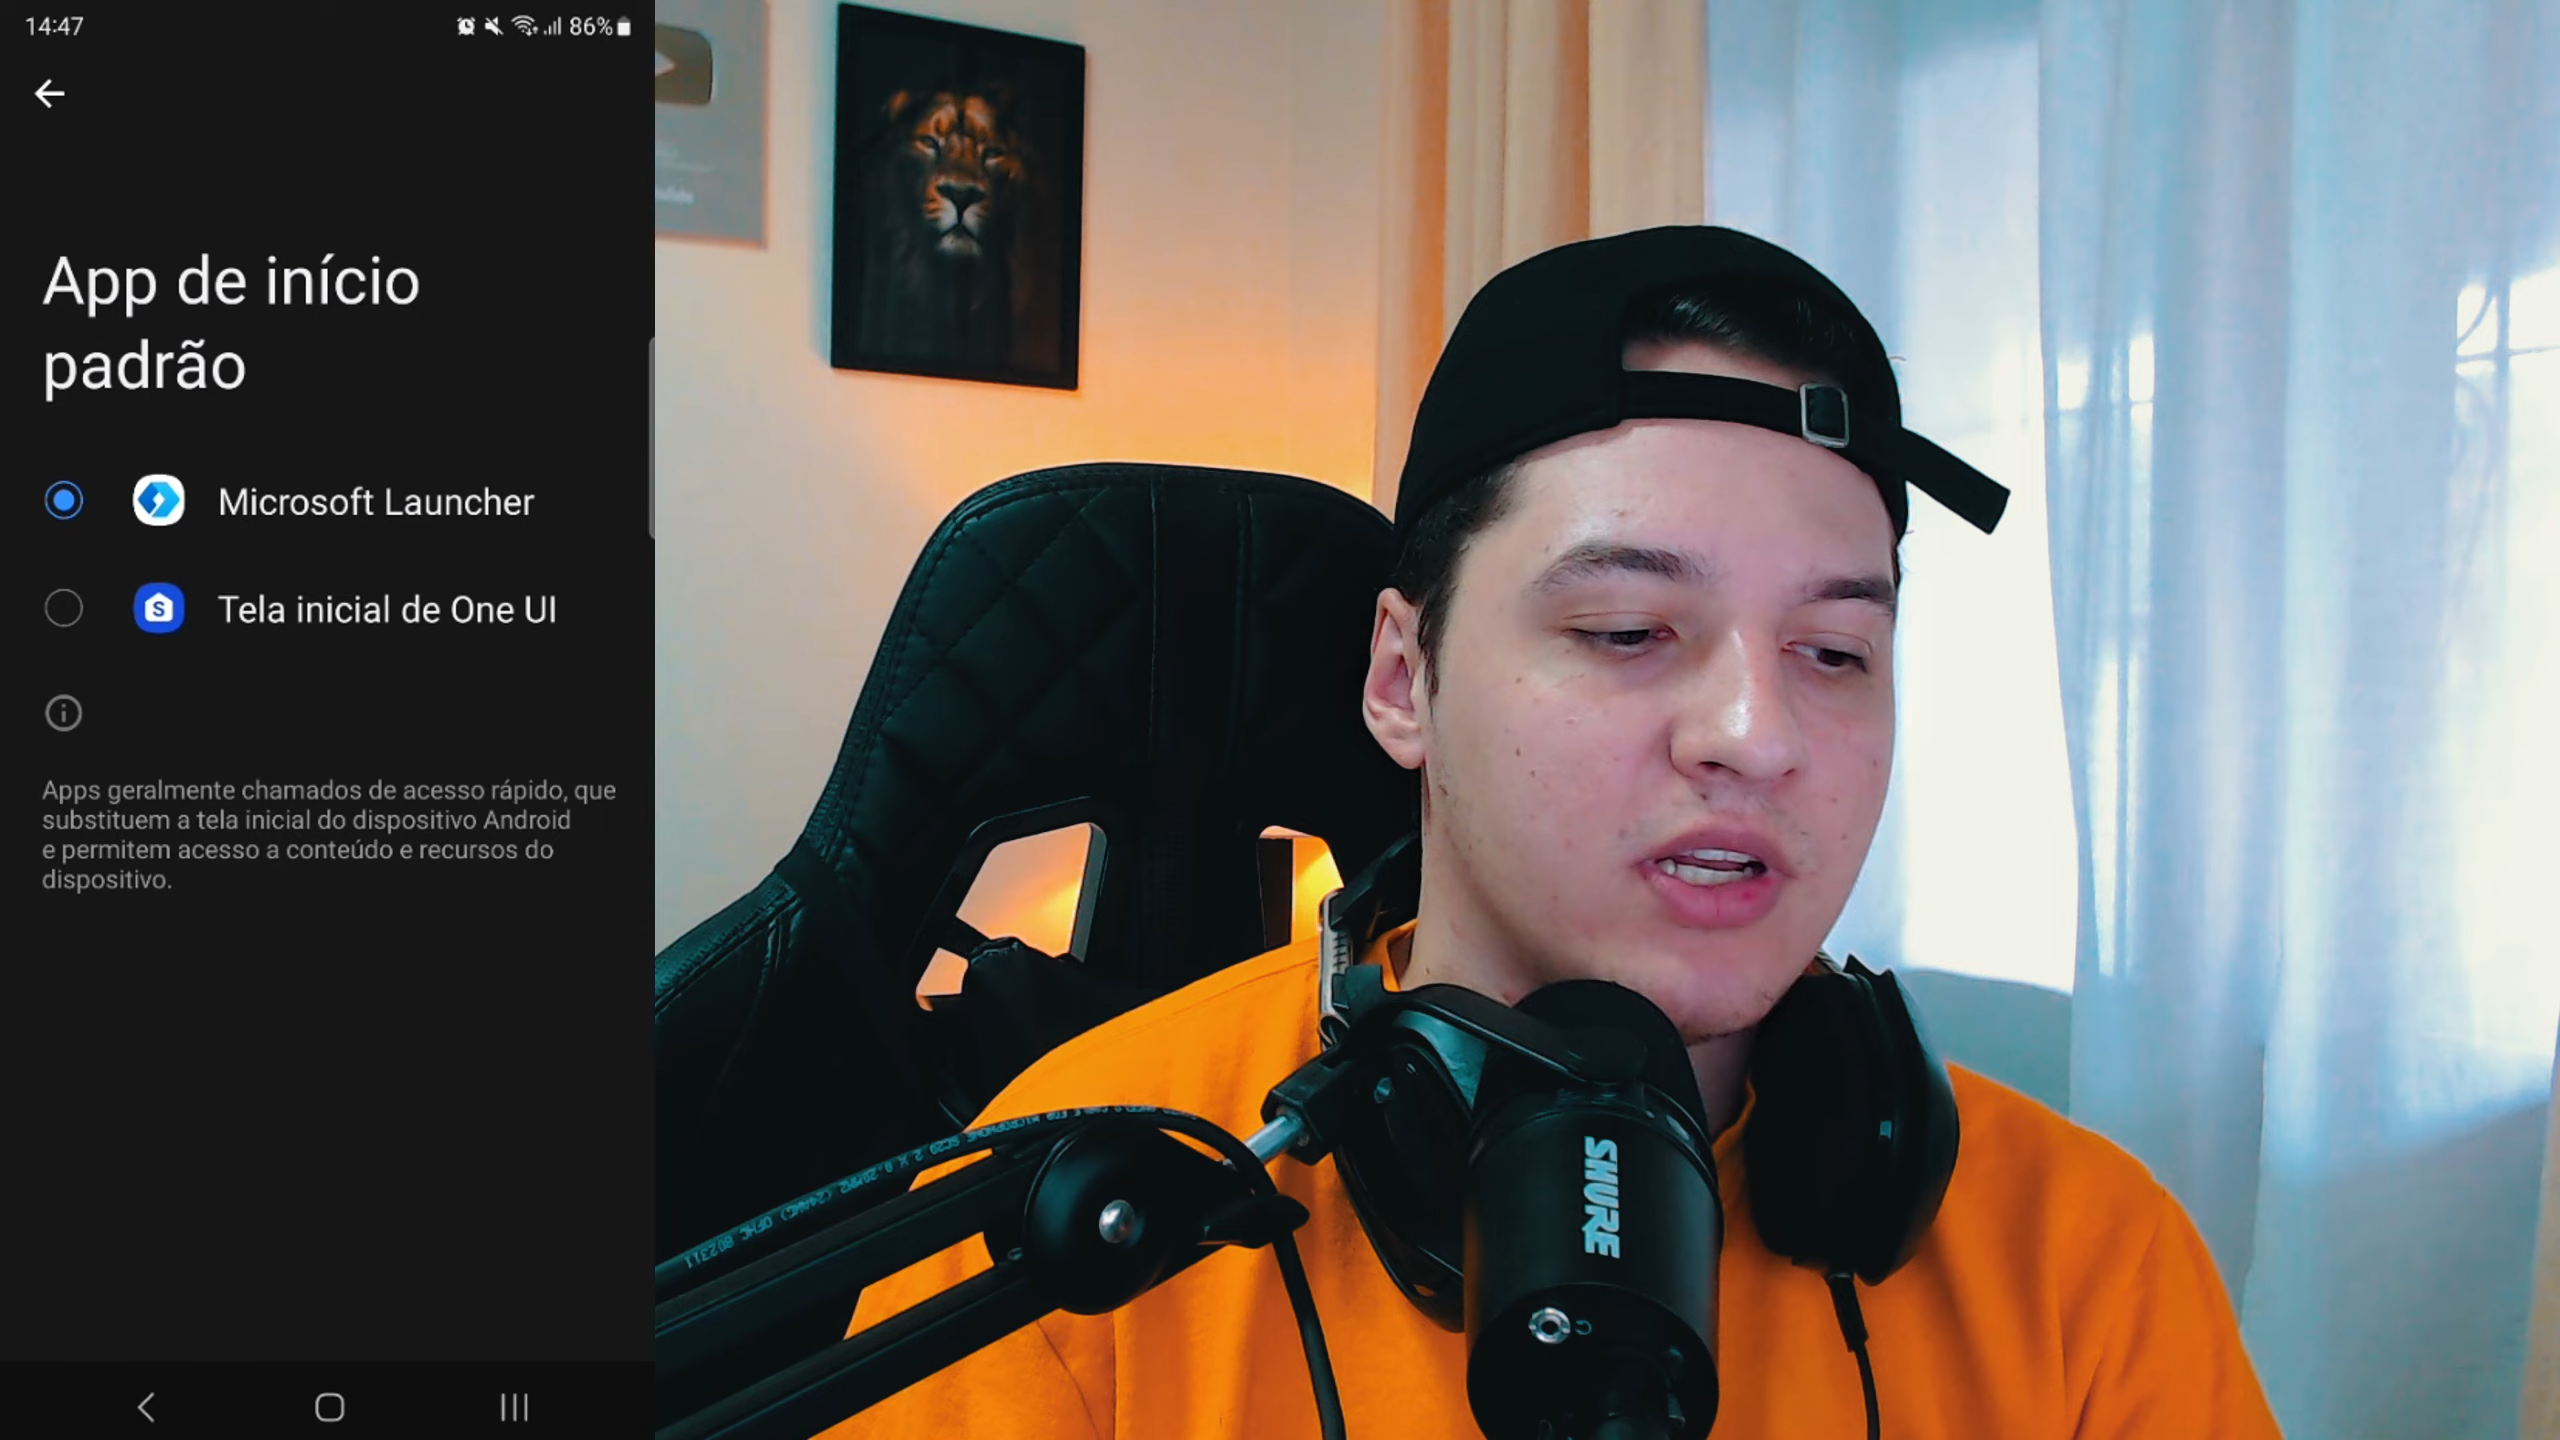 14:47
86%
App de início
padrão
Microsoft Launcher
Tela inicial de One UI
Apps geralmente chamados de acesso rápido, que
substituem a tela inicial do dispositivo Android
e permitem acesso a conteúdo e recursos do
dispositivo.
SHURE